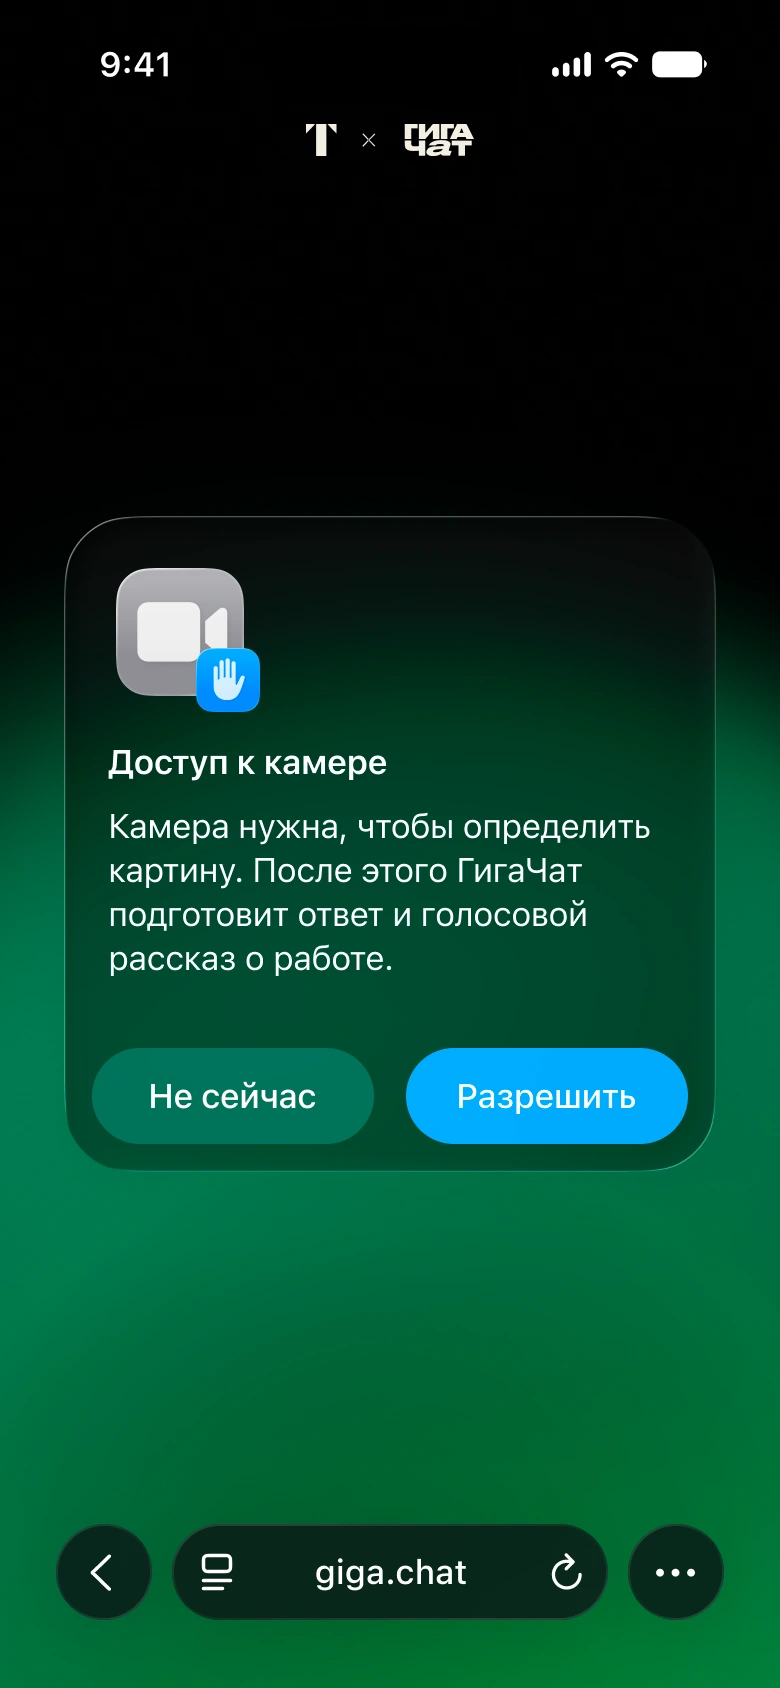 9:41
Т × ГИГА
ЧАТ
Доступ к камере
Камера нужна, чтобы определить
картину. После этого ГигаЧат
подготовит ответ и голосовой
рассказ о работе.
Не сейчас
Разрешить
giga.chat